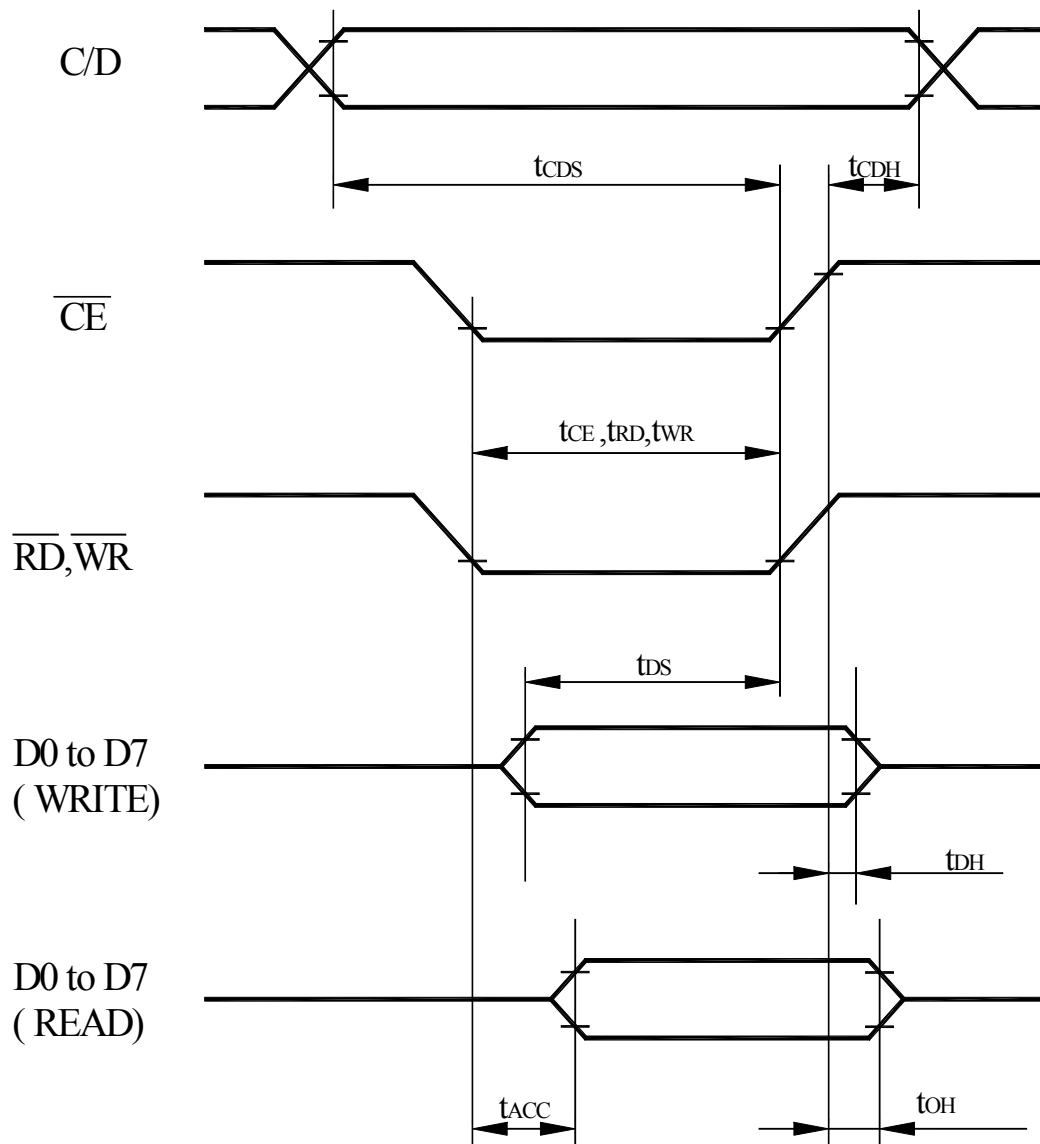 C/D
tCDS
tCDH
CE
tCE ,tRD,tWR
RD,WR
tDS
D0 to D7
( WRITE)
tDH
D0 to D7
( READ)
tACC
tOH